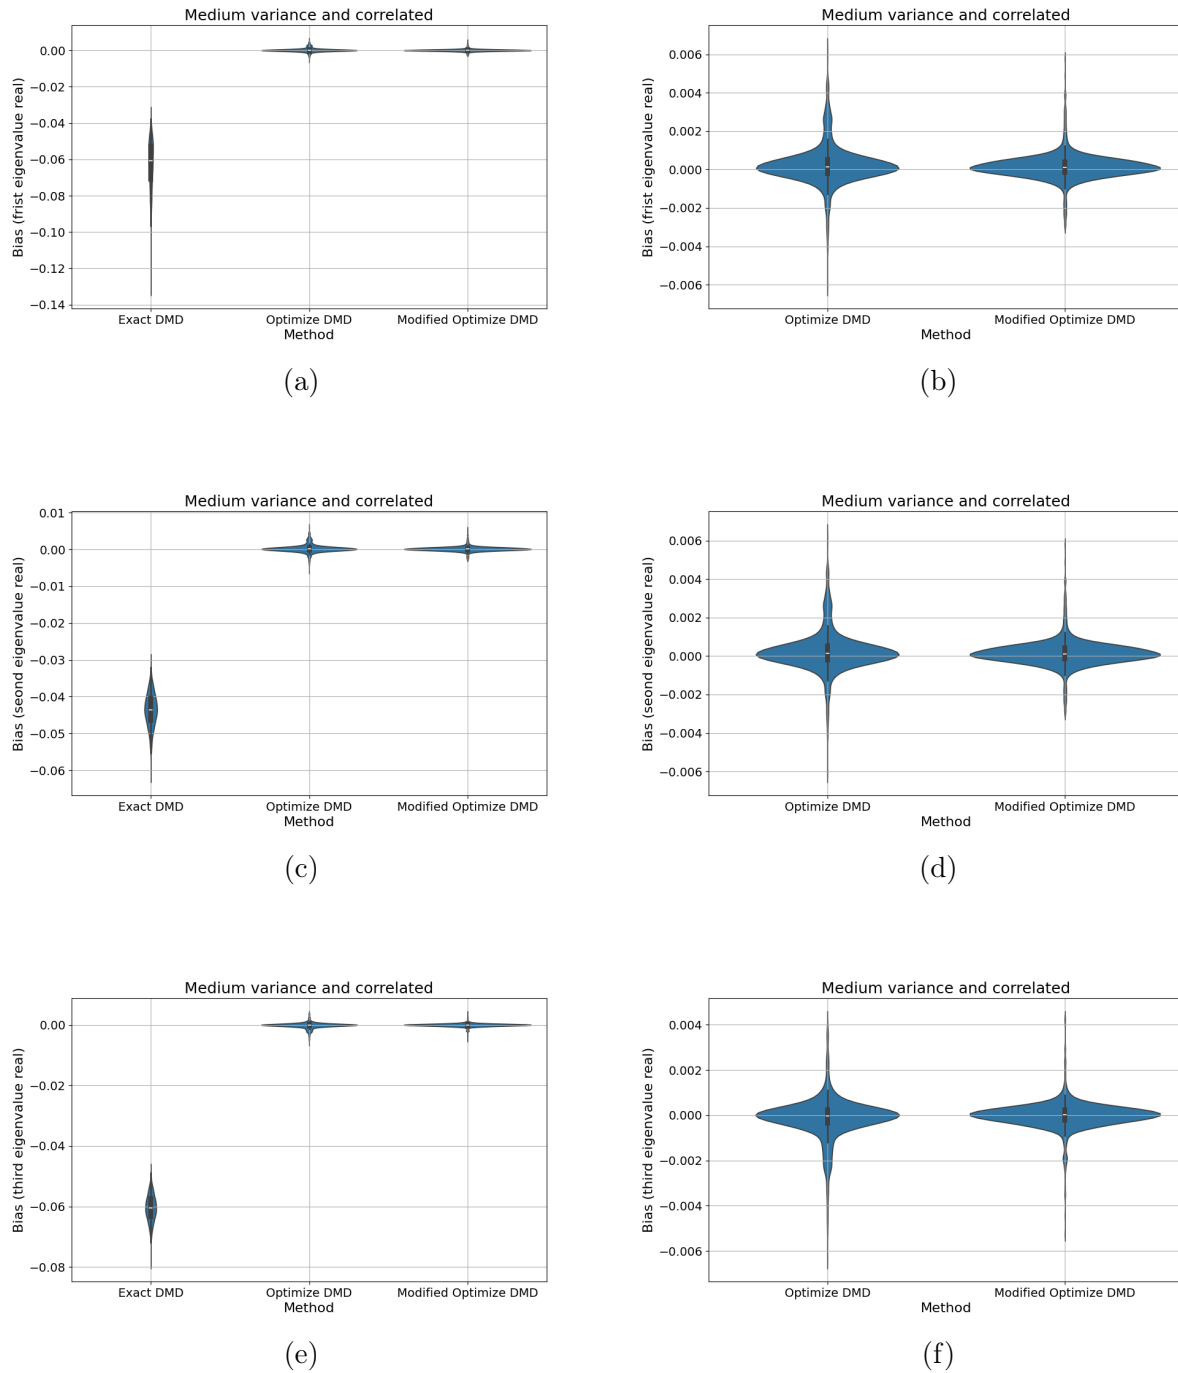 Medium variance and correlated
Bias (frist eigenvalue real)
0.00
−0.02
−0.04
−0.06
−0.08
−0.10
−0.12
−0.14
Exact DMD Optimize DMD Modified Optimize DMD
Method
(a)
Medium variance and correlated
Bias (frist eigenvalue real)
0.006
0.004
0.002
0.000
−0.002
−0.004
−0.006
Optimize DMD Modified Optimize DMD
Method
(b)
Medium variance and correlated
Bias (seond eigenvalue real)
0.01
0.00
−0.01
−0.02
−0.03
−0.04
−0.05
−0.06
Exact DMD Optimize DMD Modified Optimize DMD
Method
(c)
Medium variance and correlated
Bias (seond eigenvalue real)
0.006
0.004
0.002
0.000
−0.002
−0.004
−0.006
Optimize DMD Modified Optimize DMD
Method
(d)
Medium variance and correlated
Bias (third eigenvalue real)
0.00
−0.02
−0.04
−0.06
−0.08
Exact DMD Optimize DMD Modified Optimize DMD
Method
(e)
Medium variance and correlated
Bias (third eigenvalue real)
0.004
0.002
0.000
−0.002
−0.004
−0.006
Optimize DMD Modified Optimize DMD
Method
(f)